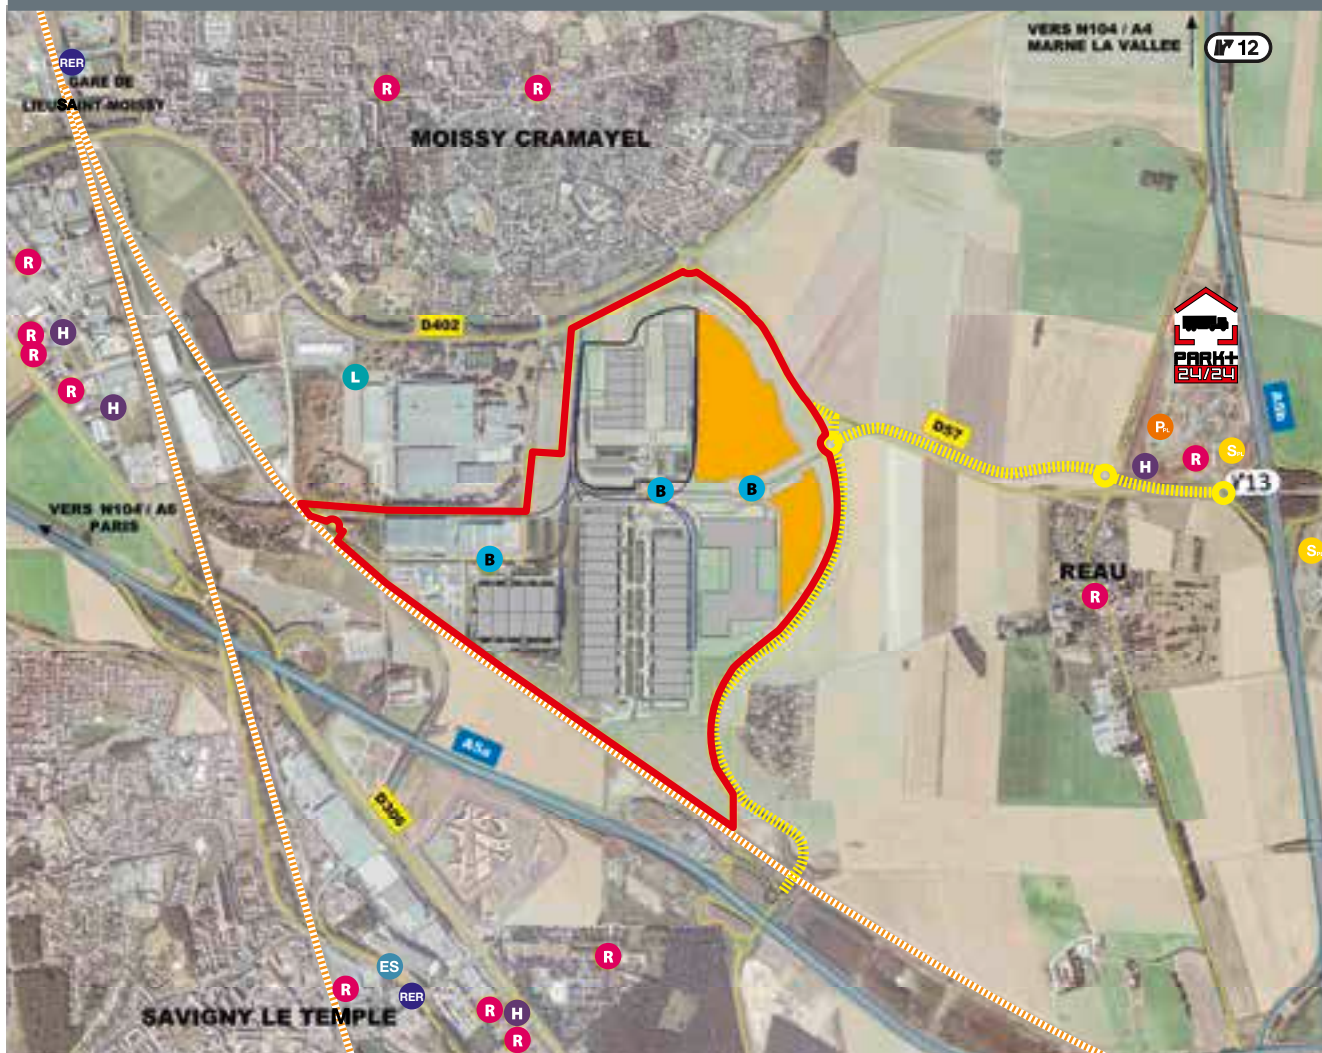 VERS N104 / A4
MARNE LA VALLEE
12
RER
GARE DE
LIEUSAINT-MOISSY
R
R
MOISSY CRAMAYEL
R
R
H
R
R
H
D402
L
PARK+
24/24
A5b
D57
P
R
S
H
13
B
B
B
S
VERS N104 / A6
PARIS
REAU
R
A5a
D306
R
ES
RER
R
SAVIGNY LE TEMPLE
R
H
R